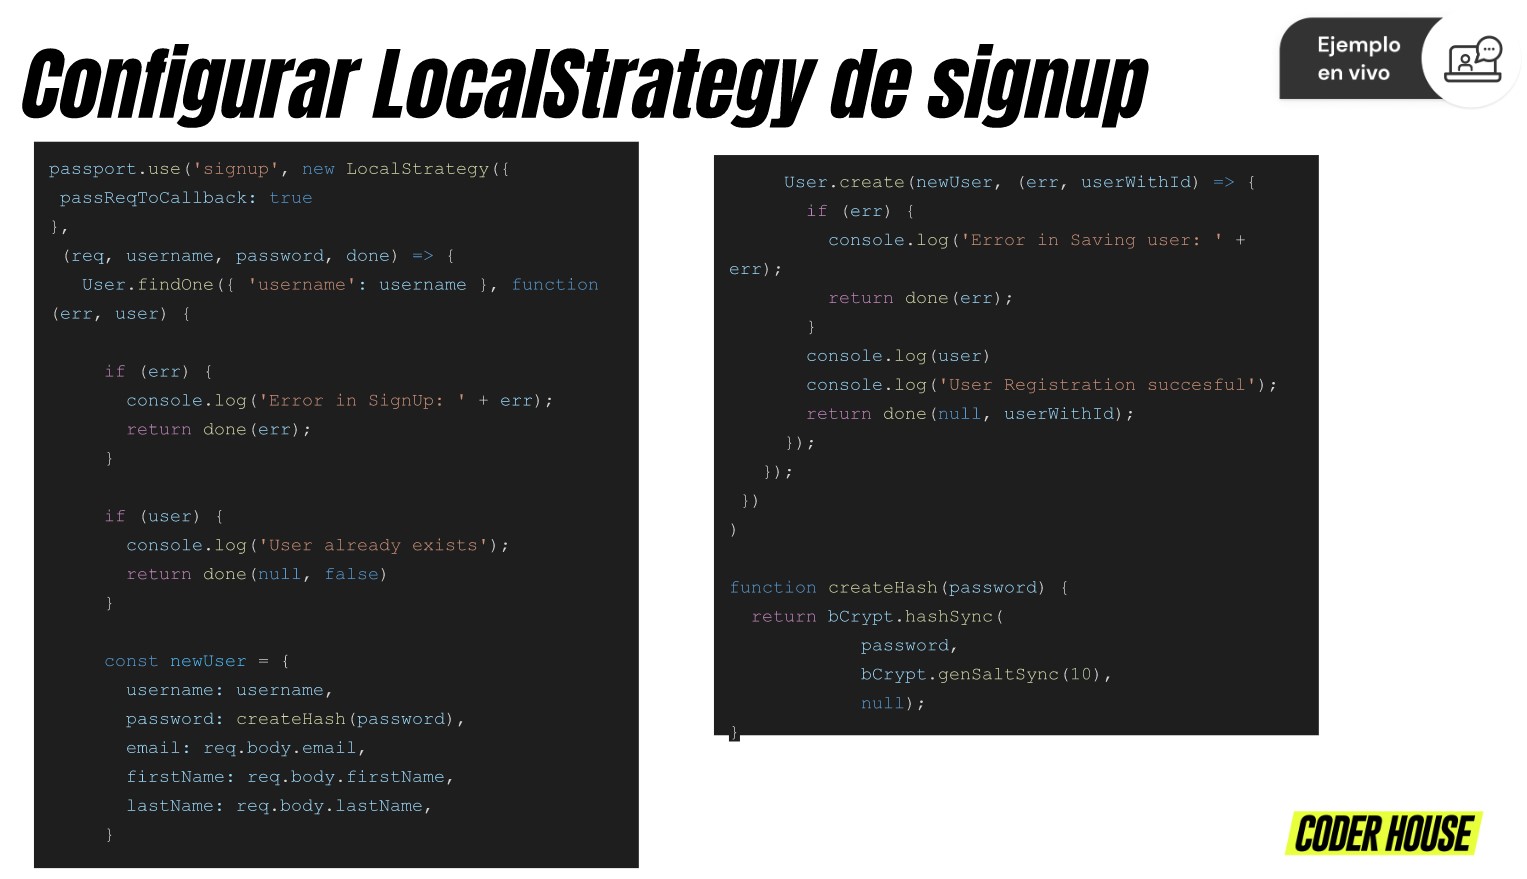 Configurar LocalStrategy de signup
Ejemplo
en vivo
passport.use('signup', new LocalStrategy({
 passReqToCallback: true
},
 (req, username, password, done) => {
   User.findOne({ 'username': username }, function
(err, user) {

     if (err) {
       console.log('Error in SignUp: ' + err);
       return done(err);
     }

     if (user) {
       console.log('User already exists');
       return done(null, false)
     }

     const newUser = {
       username: username,
       password: createHash(password),
       email: req.body.email,
       firstName: req.body.firstName,
       lastName: req.body.lastName,
     }
     User.create(newUser, (err, userWithId) => {
       if (err) {
         console.log('Error in Saving user: ' +
err);
         return done(err);
       }
       console.log(user)
       console.log('User Registration succesful');
       return done(null, userWithId);
     });
   });
 })
)

function createHash(password) {
  return bCrypt.hashSync(
            password,
            bCrypt.genSaltSync(10),
            null);
}
CODER HOUSE